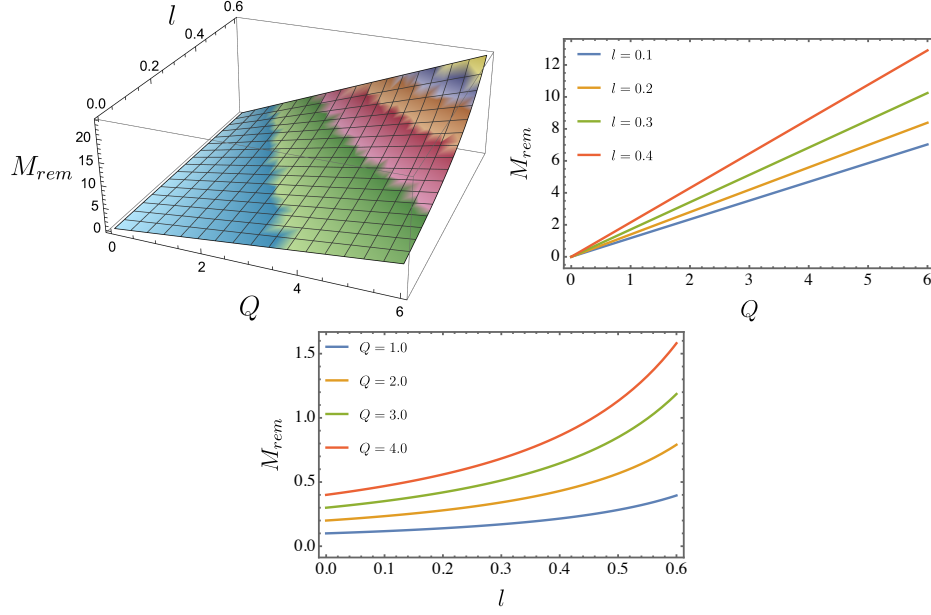 l
0.6
0.4
0.2
0.0
M_rem
20
15
10
5
0
0
2
4
6
Q
M_rem
12
10
8
6
4
2
0
l = 0.1
l = 0.2
l = 0.3
l = 0.4
0 1 2 3 4 5 6
Q
M_rem
1.5
1.0
0.5
0.0
Q = 1.0
Q = 2.0
Q = 3.0
Q = 4.0
0.0 0.1 0.2 0.3 0.4 0.5 0.6
l